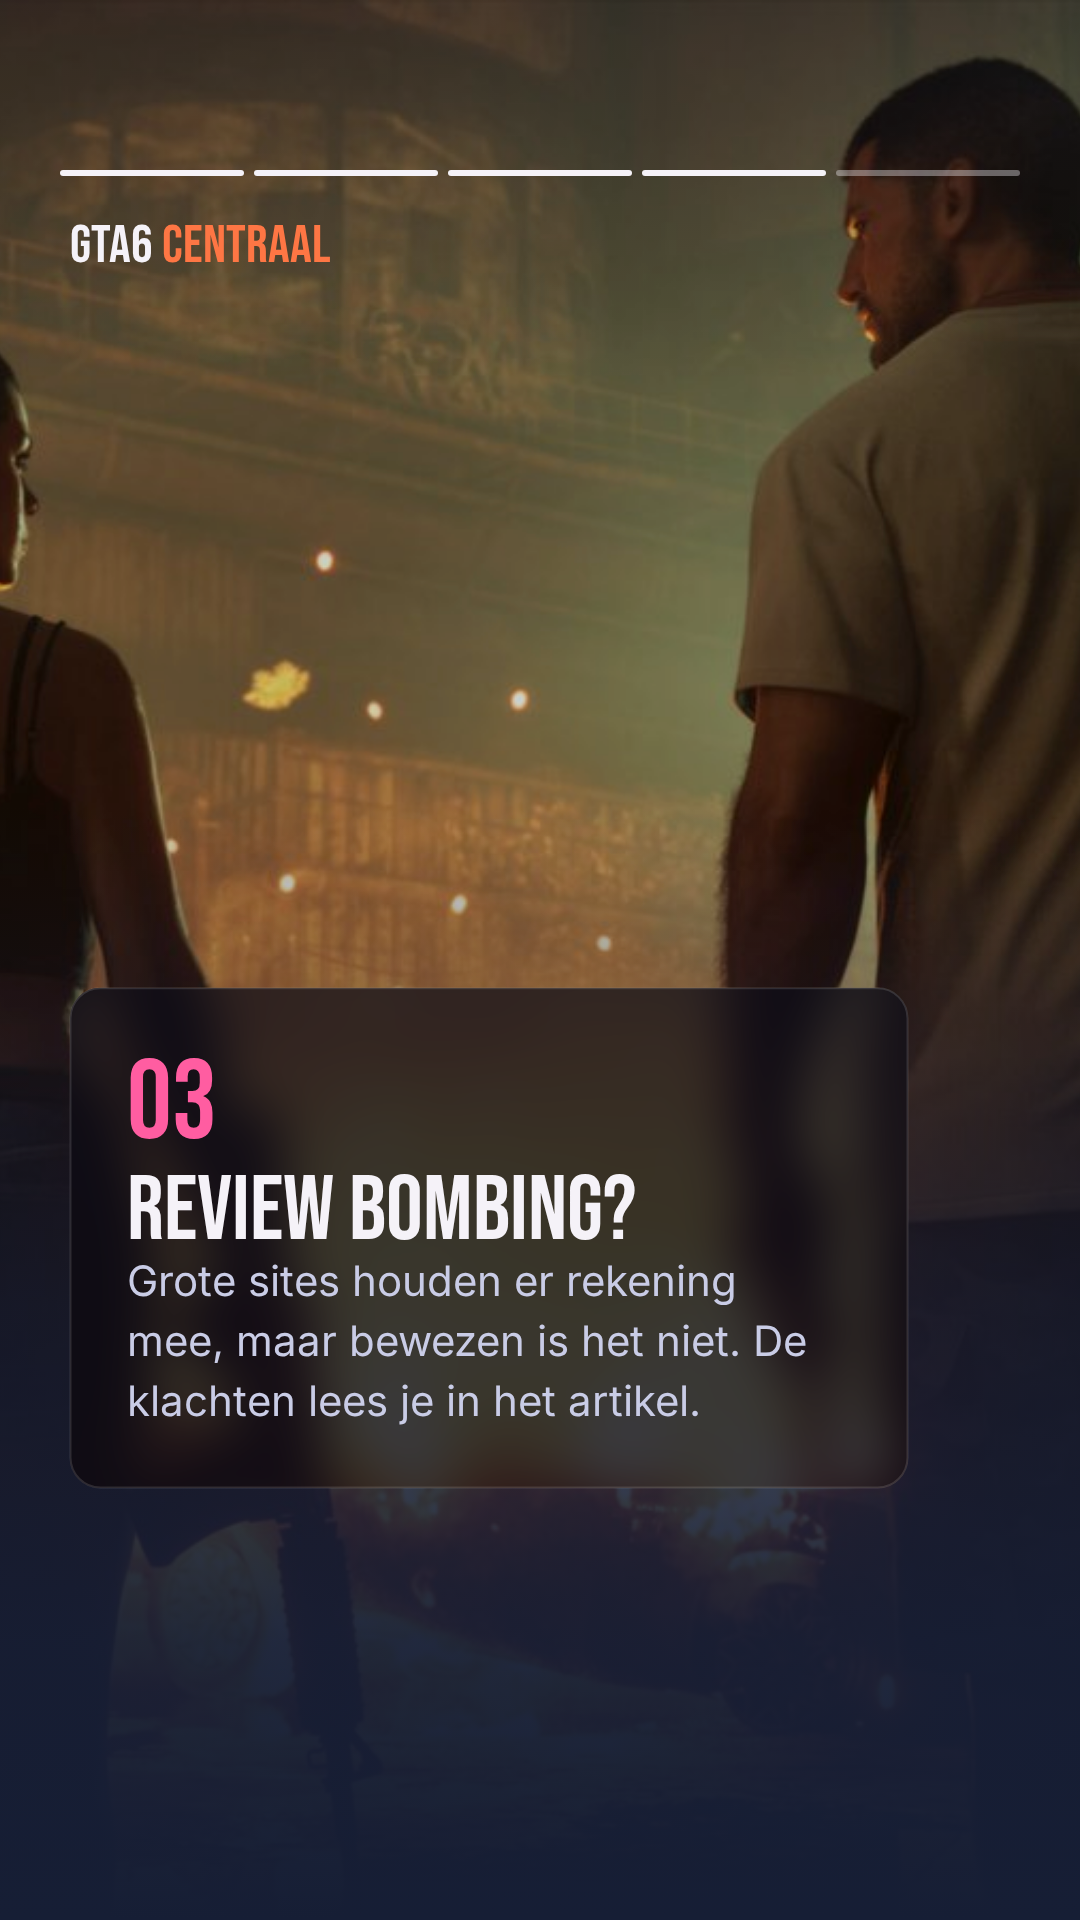 GTA6 CENTRAAL
03
REVIEW BOMBING?
Grote sites houden er rekening
mee, maar bewezen is het niet. De
klachten lees je in het artikel.